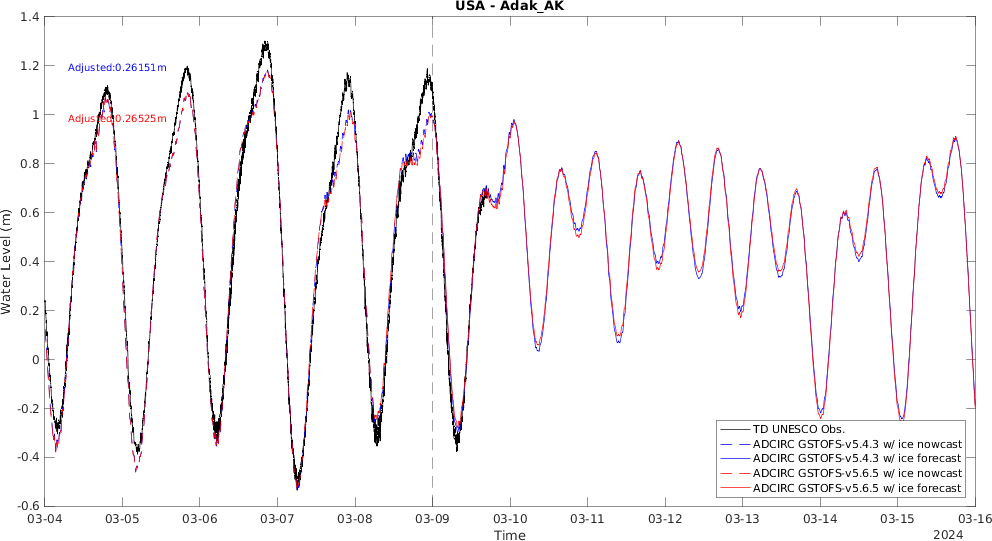 USA - Adak_AK
Water Level (m)
1.4
1.2
1
0.8
0.6
0.4
0.2
0
-0.2
-0.4
-0.6
Adjusted:0.26151m
Adjusted:0.26525m
TD UNESCO Obs.
ADCIRC GSTOFS-v5.4.3 w/ ice nowcast
ADCIRC GSTOFS-v5.4.3 w/ ice forecast
ADCIRC GSTOFS-v5.6.5 w/ ice nowcast
ADCIRC GSTOFS-v5.6.5 w/ ice forecast
03-04 03-05 03-06 03-07 03-08 03-09 03-10 03-11 03-12 03-13 03-14 03-15 03-16
Time
2024